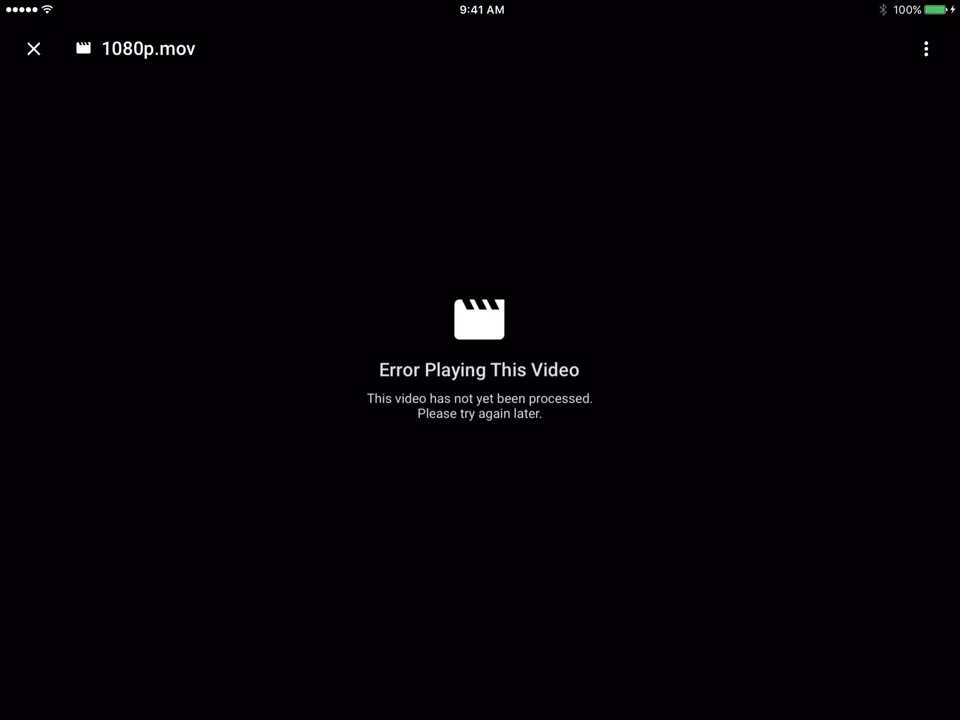 9:41 AM
100%
1080p.mov
Error Playing This Video
This video has not yet been processed.
Please try again later.